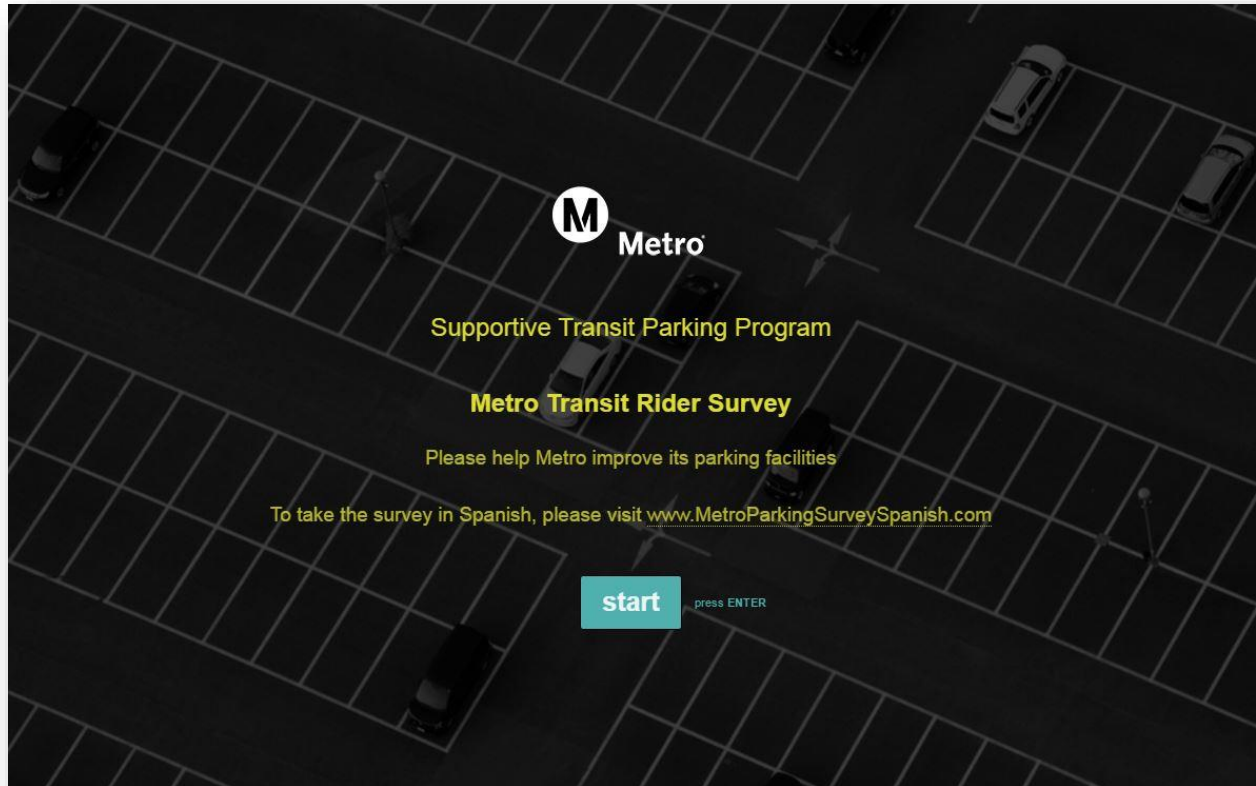 M
Metro
Supportive Transit Parking Program
Metro Transit Rider Survey
Please help Metro improve its parking facilities
To take the survey in Spanish, please visit www.MetroParkingSurveySpanish.com
start press ENTER